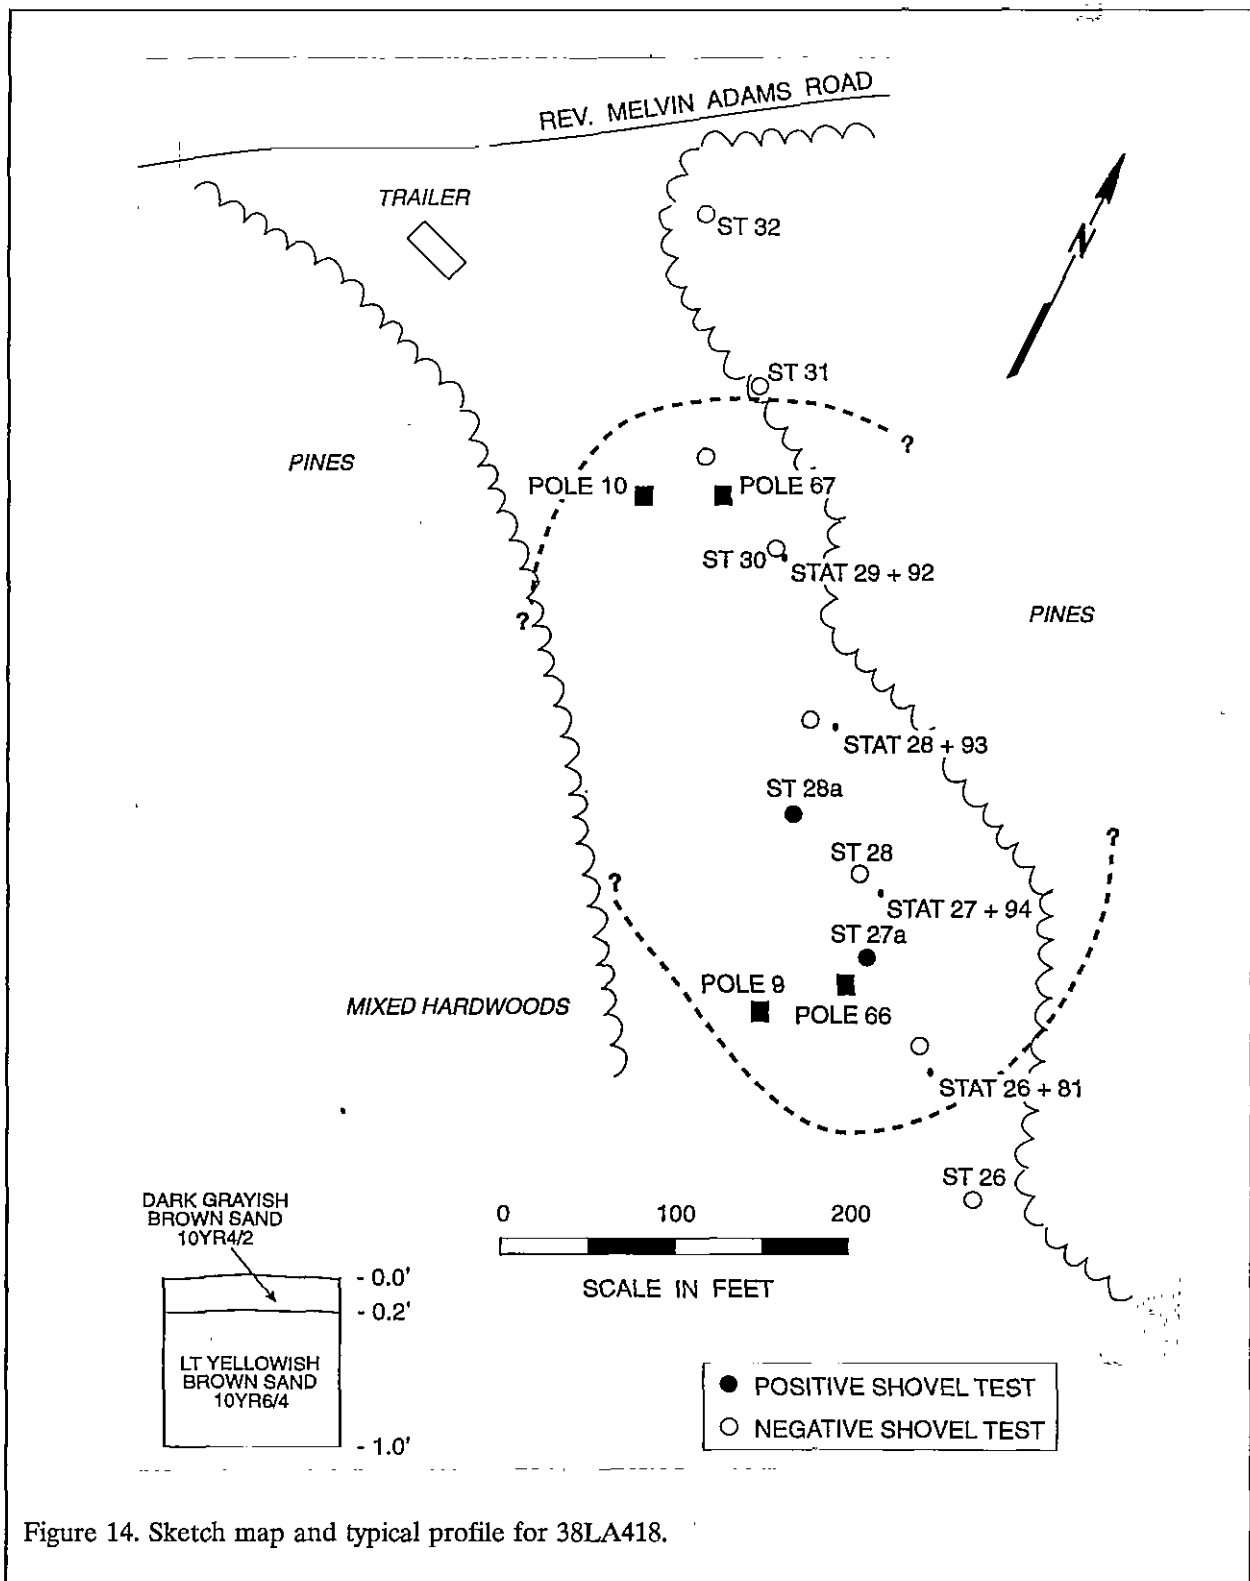 REV. MELVIN ADAMS ROAD
TRAILER
ST 32
N
ST 31
?
PINES
POLE 10
POLE 67
ST 30
STAT 29 + 92
PINES
?
STAT 28 + 93
ST 28a
?
ST 28
?
STAT 27 + 94
ST 27a
POLE 9
MIXED HARDWOODS
POLE 66
STAT 26 + 81
ST 26
DARK GRAYISH
BROWN SAND
10YR4/2
0 100 200
SCALE IN FEET
- 0.0'
- 0.2'
LT YELLOWISH
BROWN SAND
10YR6/4
- 1.0'
POSITIVE SHOVEL TEST
NEGATIVE SHOVEL TEST
Figure 14. Sketch map and typical profile for 38LA418.